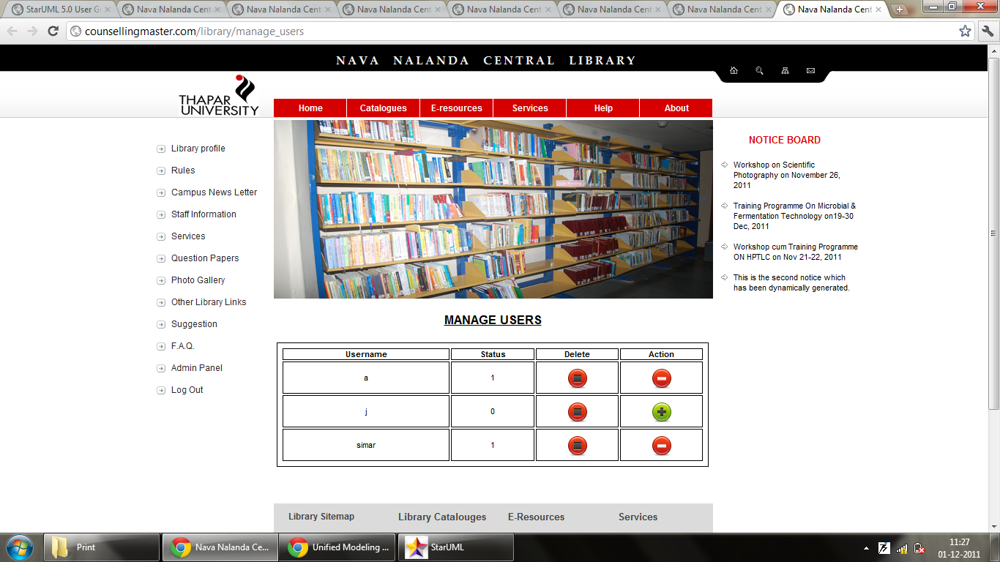 StarUML 5.0 User G
Nava Nalanda Cent
Nava Nalanda Cent
Nava Nalanda Cent
Nava Nalanda Cent
Nava Nalanda Cent
Nava Nalanda Cent
Nava Nalanda Cent
counsellingmaster.com/library/manage_users
NAVA NALANDA CENTRAL LIBRARY
THAPAR
UNIVERSITY
Home Catalogues E-resources Services Help About
Library profile
Rules
Campus News Letter
Staff Information
Services
Question Papers
Photo Gallery
Other Library Links
Suggestion
F.A.Q.
Admin Panel
Log Out
NOTICE BOARD
Workshop on Scientific
Photography on November 26,
2011
Training Programme On Microbial &
Fermentation Technology on19-30
Dec, 2011
Workshop cum Training Programme
ON HPTLC on Nov 21-22, 2011
This is the second notice which
has been dynamically generated.
MANAGE USERS
Username Status Delete Action
a 1
j 0
simar 1
Library Sitemap Library Catalouges E-Resources Services
Print
Nava Nalanda Ce...
Unified Modeling ...
StarUML
11:27
01-12-2011